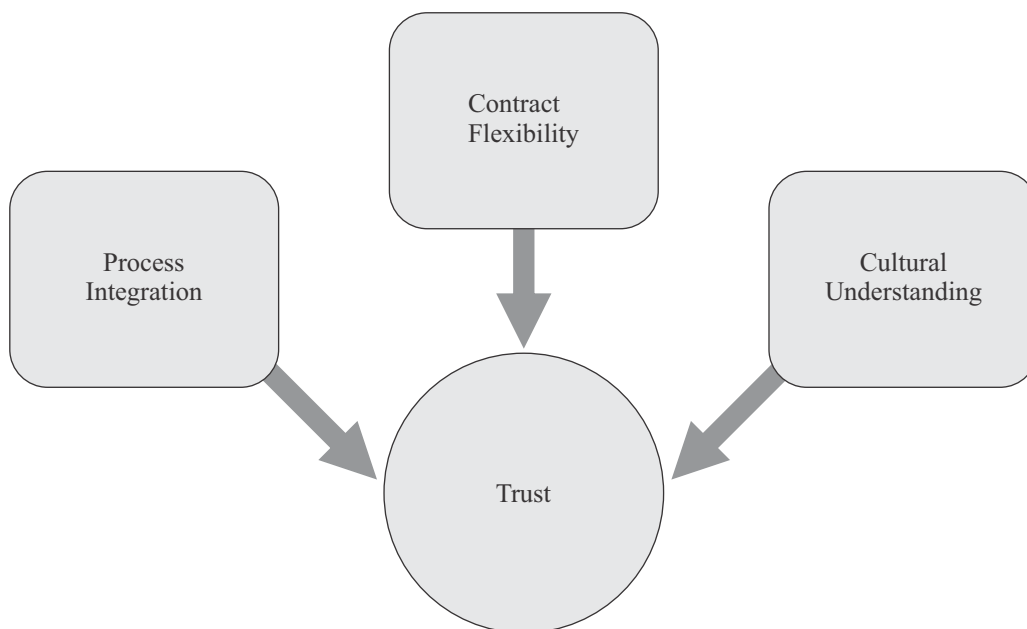 Contract
Flexibility
Process
Integration
Cultural
Understanding
Trust